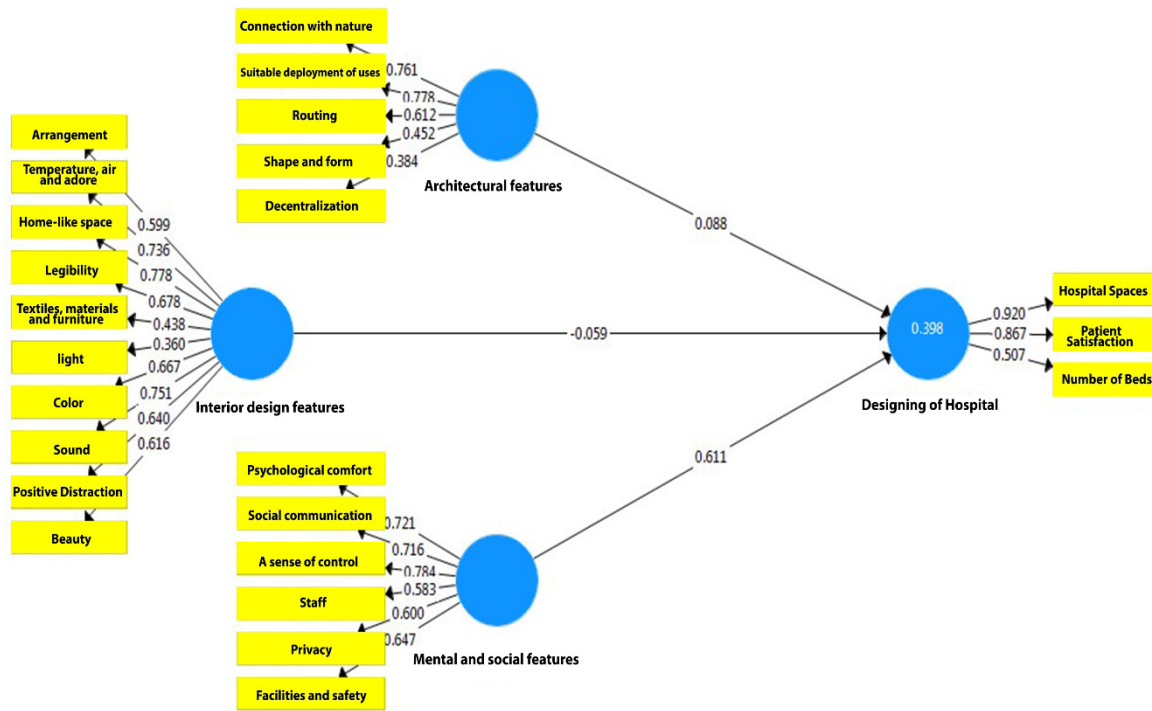 Connection with nature
Suitable deployment of uses
Routing
Shape and form
Decentralization
0.761
0.778
0.612
0.452
0.384
Architectural features
Arrangement
Temperature, air
and adore
Home-like space
Legibility
Textiles, materials
and furniture
light
Color
Sound
Positive Distraction
Beauty
0.599
0.736
0.778
0.678
0.438
0.360
0.667
0.751
0.640
0.616
Interior design features
Psychological comfort
Social communication
A sense of control
Staff
Privacy
Facilities and safety
0.721
0.716
0.784
0.583
0.600
0.647
Mental and social features
0.088
-0.059
0.611
0.398
Designing of Hospital
0.920
0.867
0.507
Hospital Spaces
Patient
Satisfaction
Number of Beds